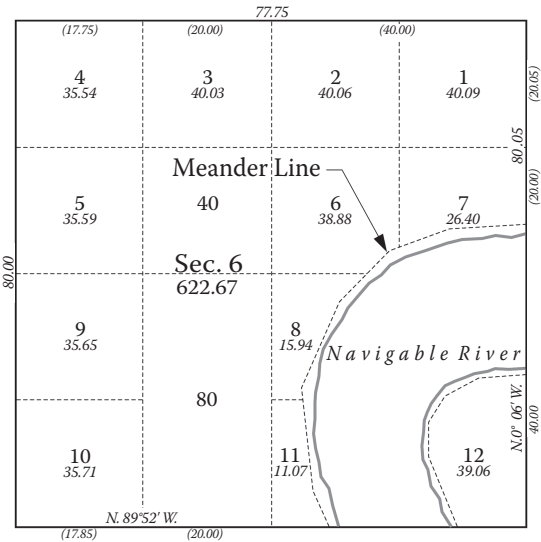 77.75
(17.75) (20.00) (40.00)
4 3 2 1
35.54 40.03 40.06 40.09
(20.05)
80.05
Meander Line
5 40 6 7
35.59 38.88 26.40
(20.00)
Sec. 6
622.67
80.00
9 8
35.65 15.94
Navigable River
80
N.0° 06' W.
40.00
10 11 12
35.71 11.07 39.06
N. 89°52' W.
(17.85) (20.00)